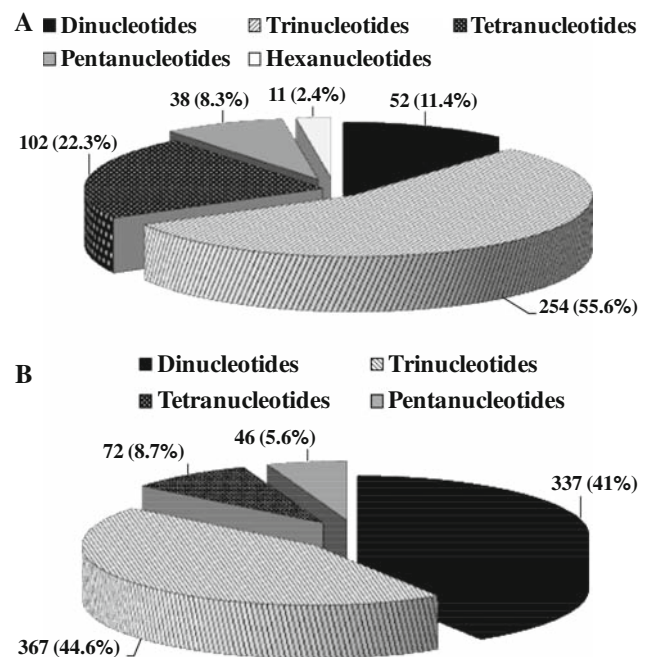 A
Dinucleotides Trinucleotides Tetranucleotides
Pentanucleotides Hexanucleotides
38 (8.3%) 11 (2.4%) 52 (11.4%)
102 (22.3%)
254 (55.6%)
B
Dinucleotides Trinucleotides
Tetranucleotides Pentanucleotides
72 (8.7%) 46 (5.6%)
337 (41%)
367 (44.6%)